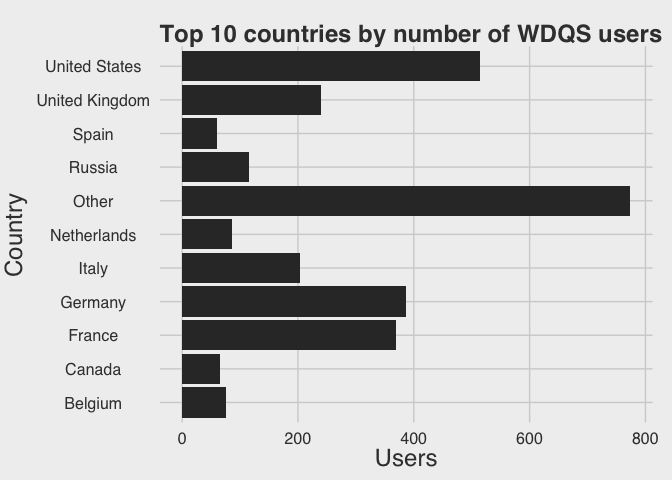 Top 10 countries by number of WDQS users
Country
United States
United Kingdom
Spain
Russia
Other
Netherlands
Italy
Germany
France
Canada
Belgium
0 200 400 600 800
Users